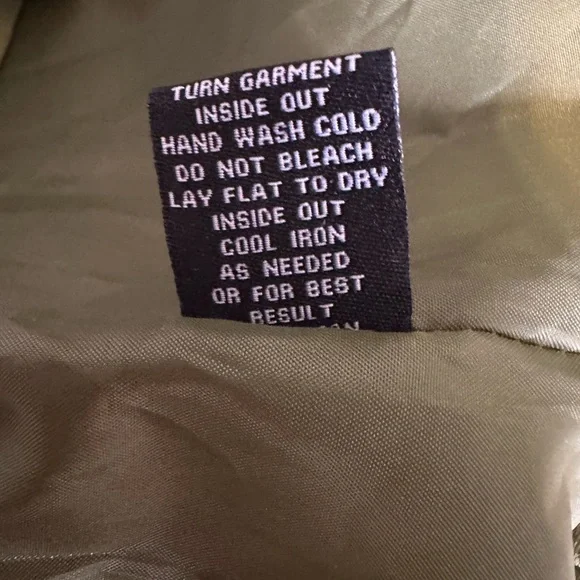 TURN GARMENT
INSIDE OUT
HAND WASH COLD
DO NOT BLEACH
LAY FLAT TO DRY
INSIDE OUT
COOL IRON
AS NEEDED
OR FOR BEST
RESULT